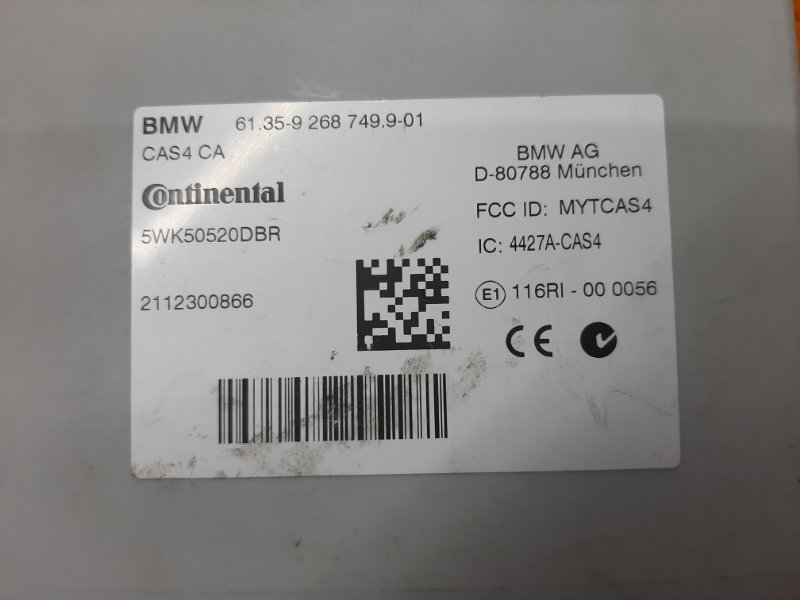 BMW 61.35-9 268 749.9-01
CAS4 CA
Continental
5WK50520DBR
2112300866
BMW AG
D-80788 München
FCC ID: MYTCAS4
IC: 4427A-CAS4
E1 116RI - 00 0056
CE